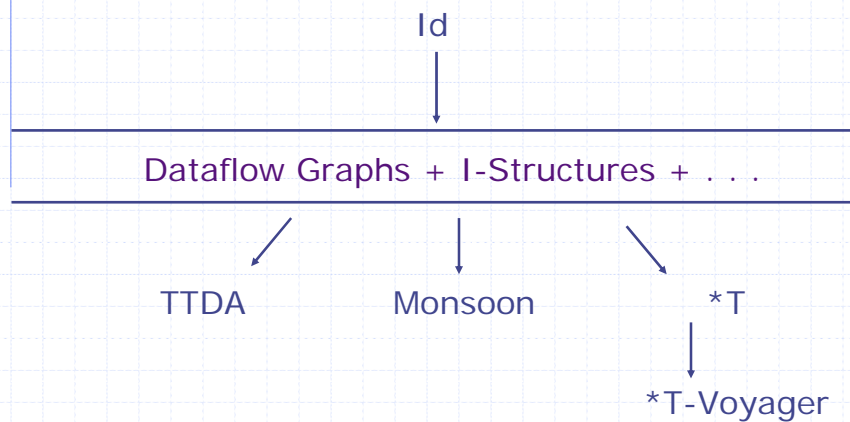 Id
Dataflow Graphs + I-Structures + . . .
TTDA Monsoon *T
*T-Voyager